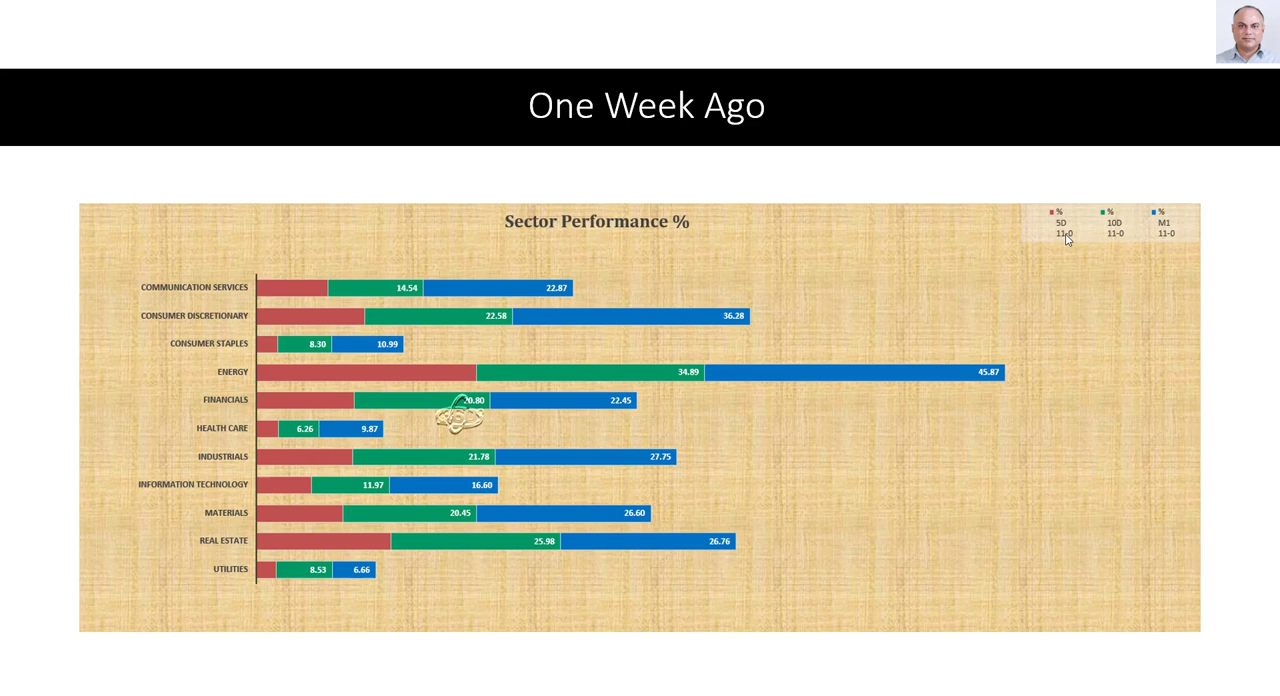 One Week Ago
Sector Performance %
% % %
5D 10D M1
11-0 11-0 11-0
COMMUNICATION SERVICES 14.54 22.87
CONSUMER DISCRETIONARY 22.58 36.28
CONSUMER STAPLES 8.30 10.99
ENERGY 34.89 45.87
FINANCIALS 20.80 22.45
HEALTH CARE 6.26 9.87
INDUSTRIALS 21.78 27.75
INFORMATION TECHNOLOGY 11.97 16.60
MATERIALS 20.45 26.60
REAL ESTATE 25.98 26.76
UTILITIES 8.53 6.66